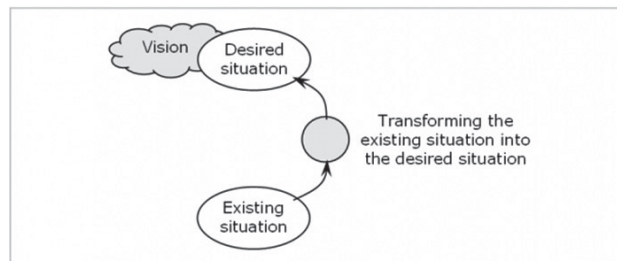 Vision
Desired
situation
Transforming the
existing situation into
the desired situation
Existing
situation